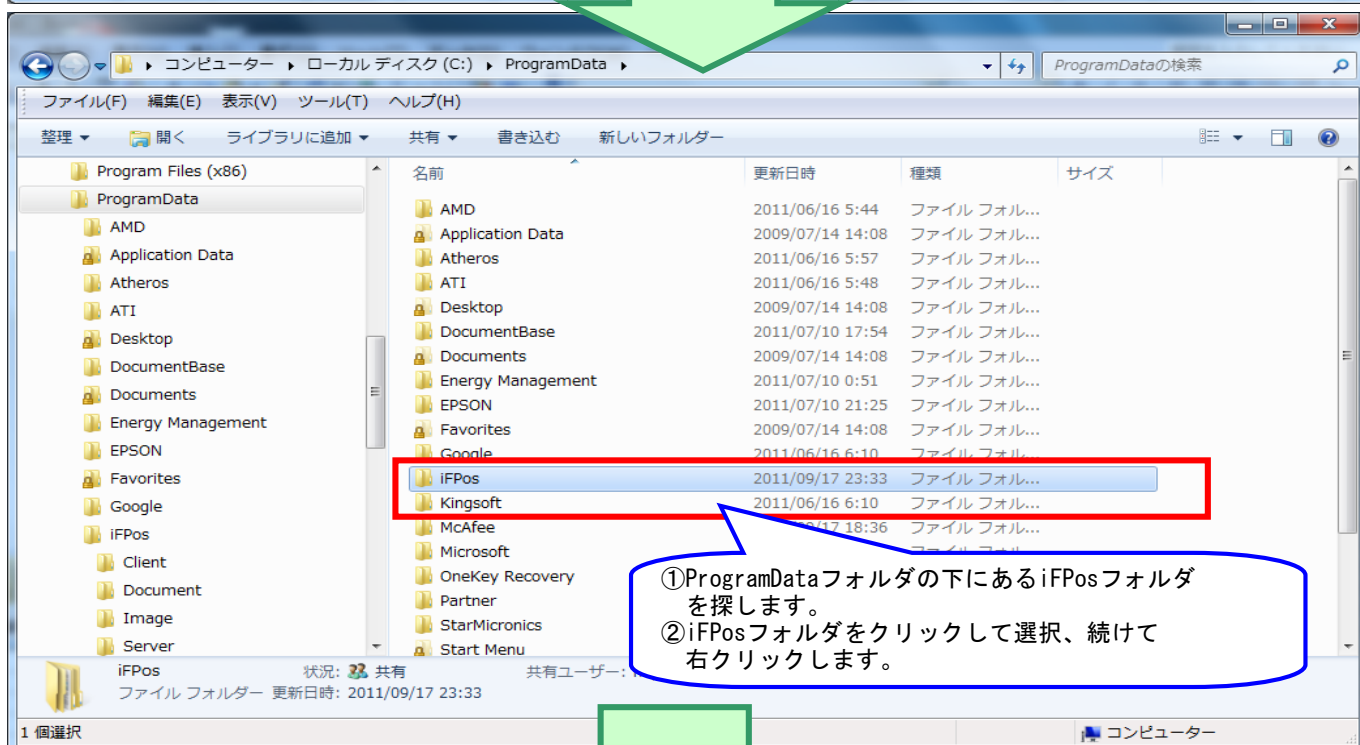 コンピューター ローカル ディスク (C:) ProgramData ProgramDataの検索
ファイル(F) 編集(E) 表示(V) ツール(T) ヘルプ(H)
整理 開く ライブラリに追加 共有 書き込む 新しいフォルダー
Program Files (x86)
ProgramData
AMD
Application Data
Atheros
ATI
Desktop
DocumentBase
Documents
Energy Management
EPSON
Favorites
Google
iFPos
Client
Document
Image
Server
名前 更新日時 種類 サイズ
AMD 2011/06/16 5:44 ファイル フォル...
Application Data 2009/07/14 14:08 ファイル フォル...
Atheros 2011/06/16 5:57 ファイル フォル...
ATI 2011/06/16 5:48 ファイル フォル...
Desktop 2009/07/14 14:08 ファイル フォル...
DocumentBase 2011/07/10 17:54 ファイル フォル...
Documents 2009/07/14 14:08 ファイル フォル...
Energy Management 2011/07/10 0:51 ファイル フォル...
EPSON 2011/07/10 21:25 ファイル フォル...
Favorites 2009/07/14 14:08 ファイル フォル...
Google 2011/06/16 6:10 ファイル フォル...
iFPos 2011/09/17 23:33 ファイル フォル...
Kingsoft 2011/06/16 6:10 ファイル フォル...
McAfee 18:36 ファイル フォル...
Microsoft
OneKey Recovery
Partner
StarMicronics
Start Menu
①ProgramDataフォルダの下にあるiFPosフォルダ
を探します。
②iFPosフォルダをクリックして選択、続けて
右クリックします。
iFPos 状況: 共有 共有ユーザー:
ファイル フォルダー 更新日時: 2011/09/17 23:33
1 個選択 コンピューター